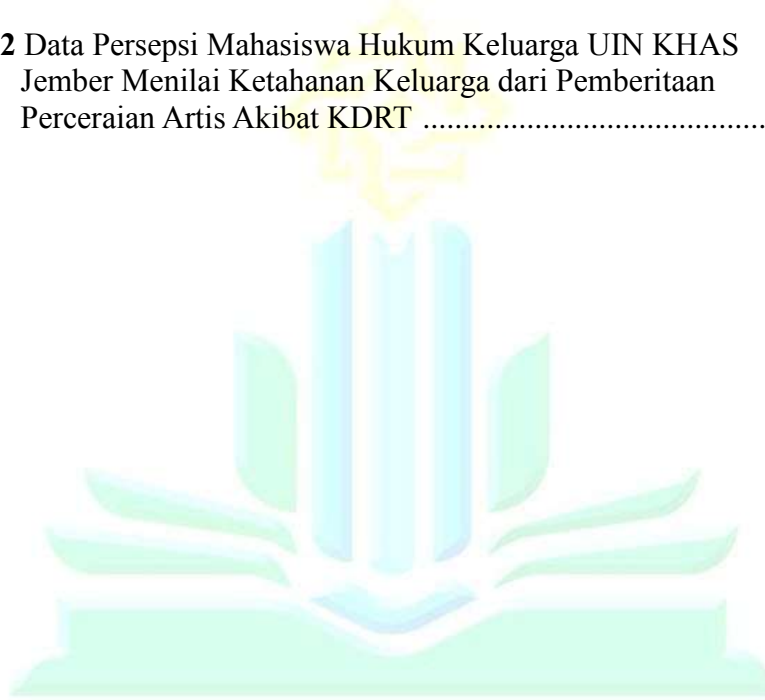 2 Data Persepsi Mahasiswa Hukum Keluarga UIN KHAS
Jember Menilai Ketahanan Keluarga dari Pemberitaan
Perceraian Artis Akibat KDRT ..........................................